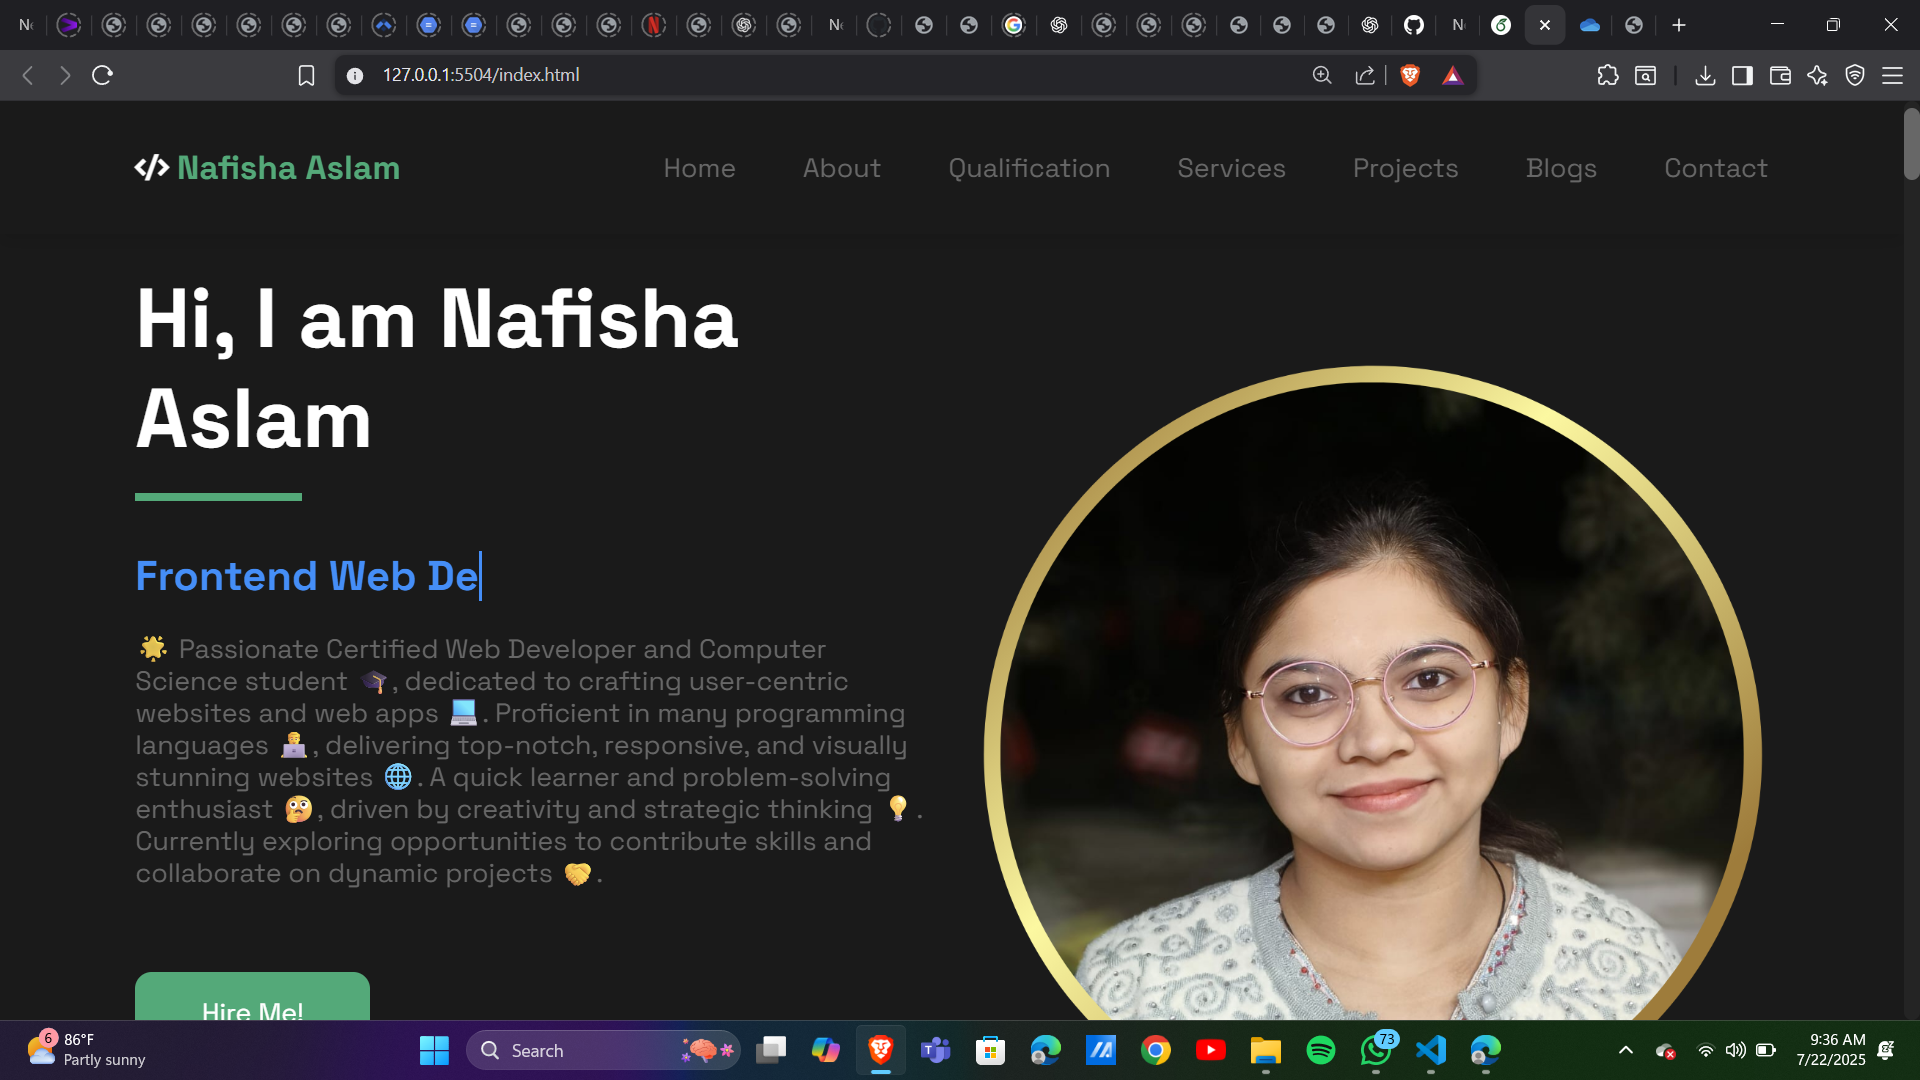 127.0.0.1:5504/index.html
</> Nafisha Aslam
Home
About
Qualification
Services
Projects
Blogs
Contact
Hi, I am Nafisha
Aslam
Frontend Web De
🌟 Passionate Certified Web Developer and Computer
Science student 🎓, dedicated to crafting user-centric
websites and web apps 💻. Proficient in many programming
languages 👨‍💻, delivering top-notch, responsive, and visually
stunning websites 🌐. A quick learner and problem-solving
enthusiast 🤔, driven by creativity and strategic thinking 💡.
Currently exploring opportunities to contribute skills and
collaborate on dynamic projects 🤝.
Hire Me!
6
86°F
Partly sunny
Search
73
9:36 AM
7/22/2025